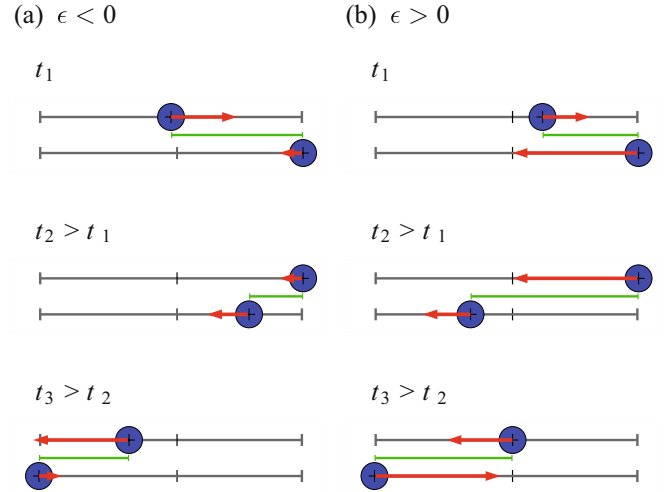 (a) ϵ < 0
(b) ϵ > 0
t₁
t₁
t₂ > t₁
t₂ > t₁
t₃ > t₂
t₃ > t₂